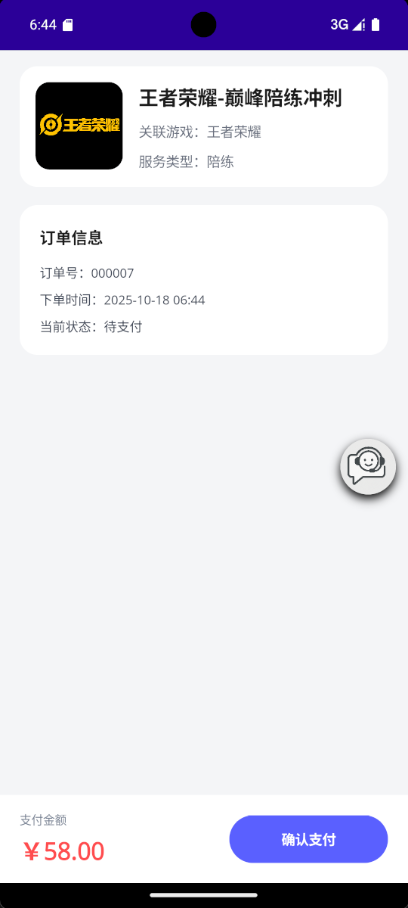 6:44
3G
王者荣耀
王者荣耀-巅峰陪练冲刺
关联游戏：王者荣耀
服务类型：陪练
订单信息
订单号：000007
下单时间：2025-10-18 06:44
当前状态：待支付
支付金额
￥58.00
确认支付